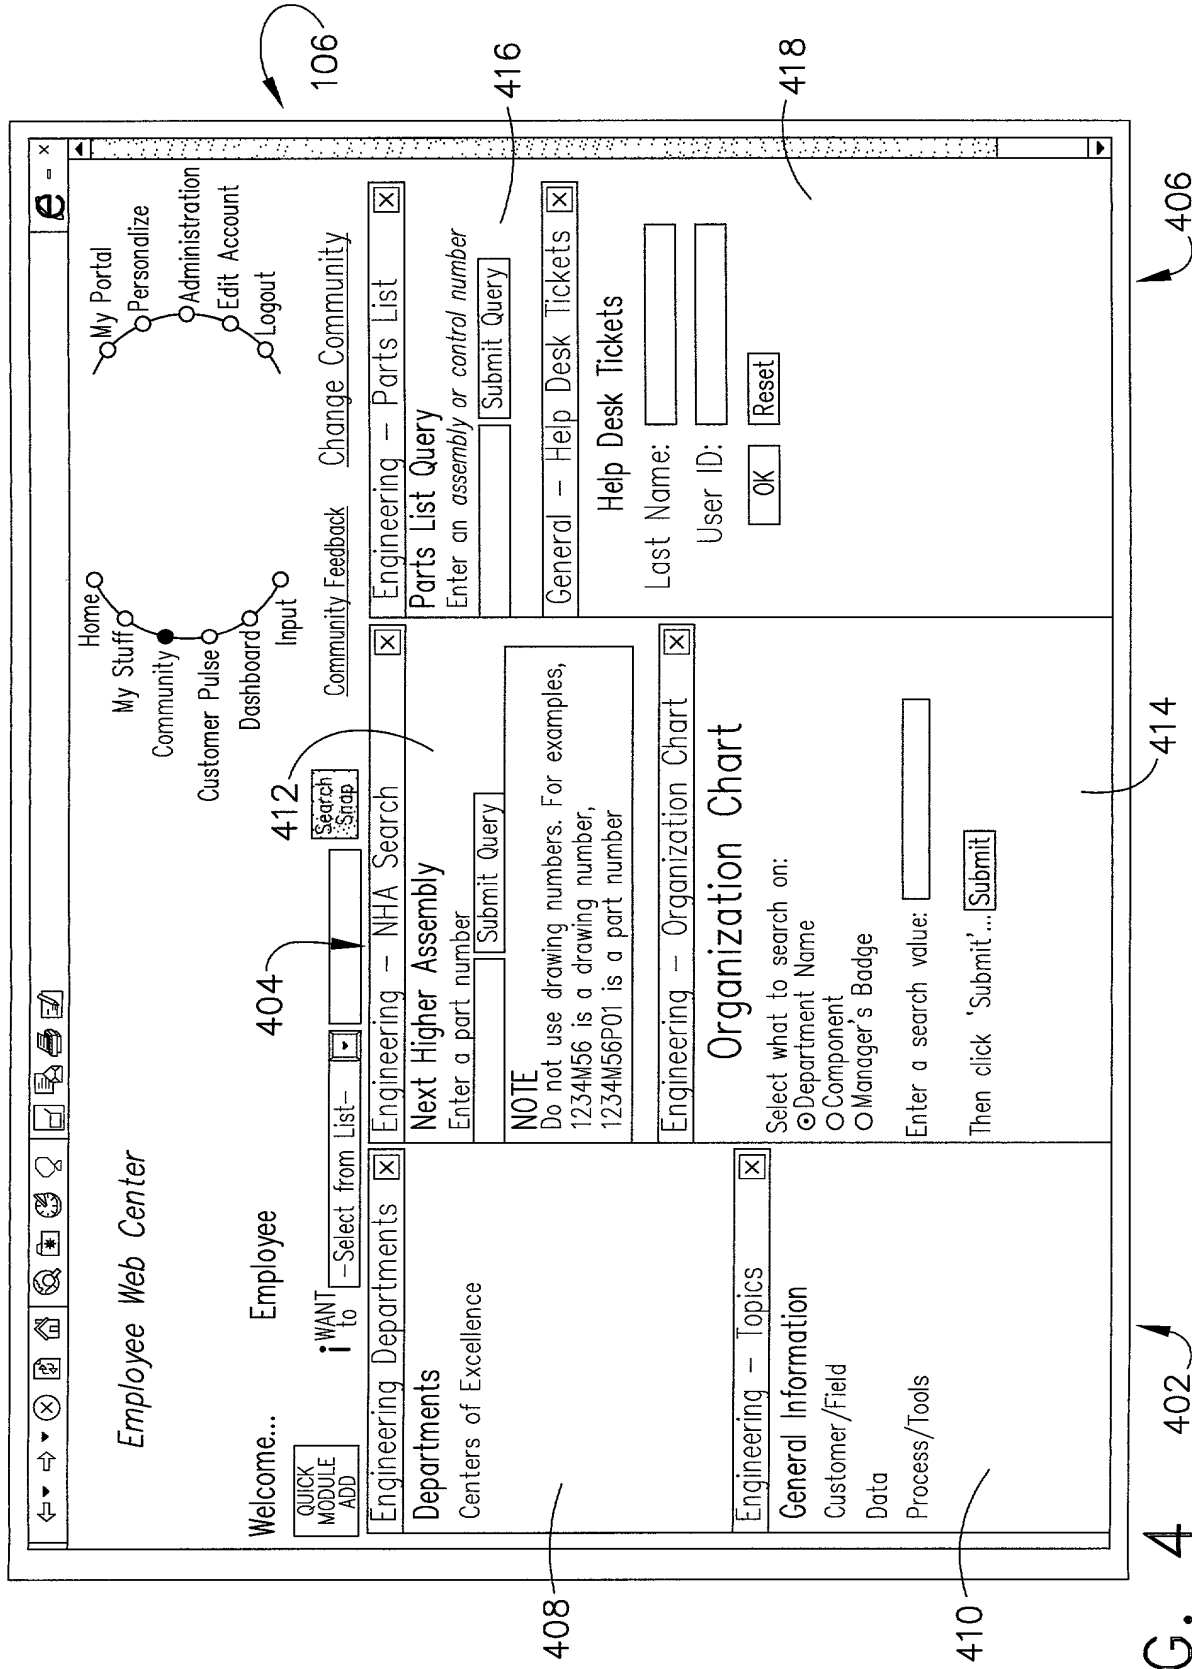 Employee Web Center
Home
My Stuff
Community
Customer Pulse
Dashboard
Input
My Portal
Personalize
Administration
Edit Account
Logout
106
Welcome... Employee
QUICK
MODULE
ADD
i WANT
to
-Select from List-
404
Search
Snap
412
Community Feedback
Change Community
Engineering Departments X
Departments
Centers of Excellence
408
Engineering – Topics X
General Information
Customer/Field
Data
Process/Tools
410
Engineering – NHA Search X
Next Higher Assembly
Enter a part number
Submit Query
NOTE
Do not use drawing numbers. For examples,
1234M56 is a drawing number,
1234M56P01 is a part number
Engineering – Organization Chart X
Organization Chart
Select what to search on:
Department Name
Component
Manager's Badge
Enter a search value:
Then click 'Submit'... Submit
414
Engineering – Parts List X
Parts List Query
Enter an assembly or control number
Submit Query
416
General – Help Desk Tickets X
Help Desk Tickets
Last Name:
User ID:
OK Reset
418
402
406
G. 4